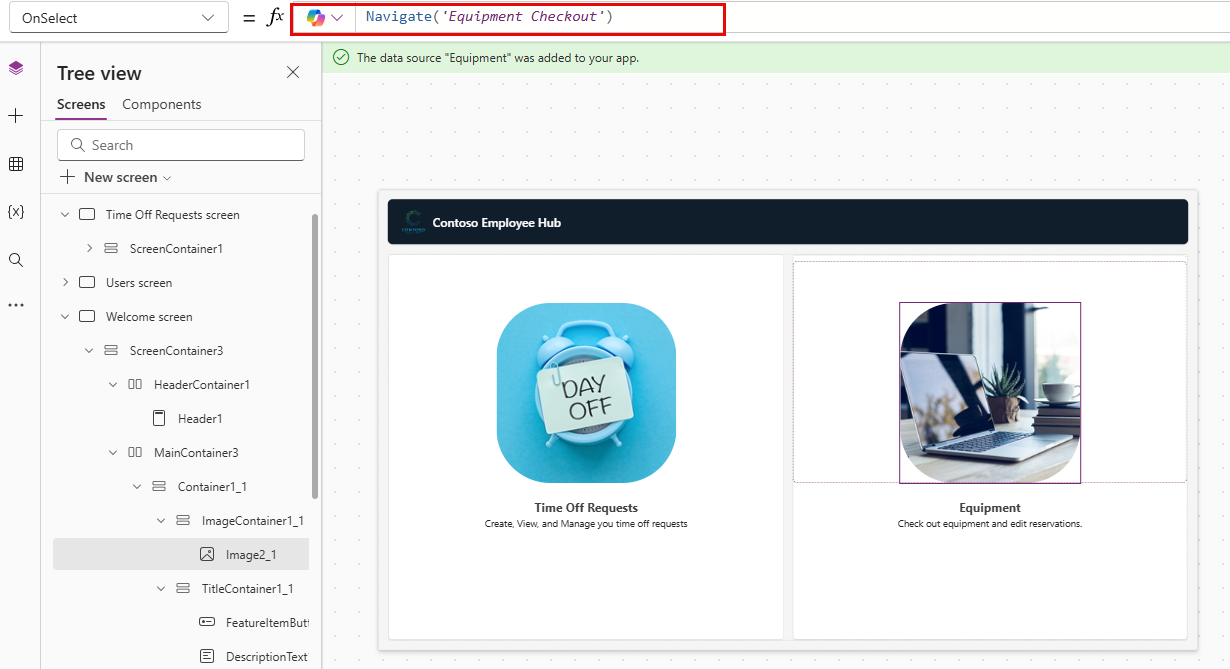 OnSelect
= fx
Navigate('Equipment Checkout')
The data source "Equipment" was added to your app.
Tree view
Screens
Components
Search
New screen
Time Off Requests screen
ScreenContainer1
Users screen
Welcome screen
ScreenContainer3
HeaderContainer1
Header1
MainContainer3
Container1_1
ImageContainer1_1
Image2_1
TitleContainer1_1
FeatureItemButt
DescriptionText
{x}
CONTOSO
Contoso Employee Hub
DAY
OFF
Time Off Requests
Create, View, and Manage you time off requests
Equipment
Check out equipment and edit reservations.